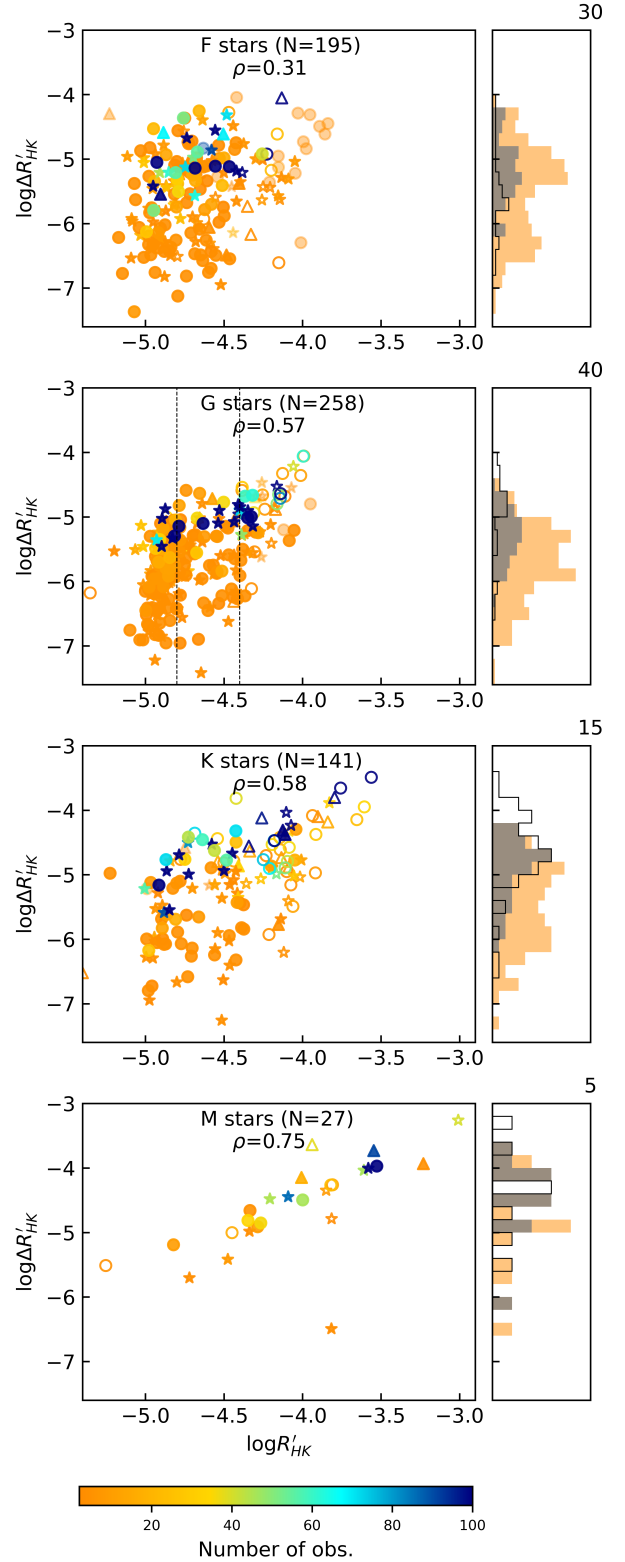 30
−3
F stars (N=195)
ρ=0.31
−4
−5
−6
−7
logΔR′HK
−5.0 −4.5 −4.0 −3.5 −3.0
40
−3
G stars (N=258)
ρ=0.57
−4
−5
−6
−7
logΔR′HK
−5.0 −4.5 −4.0 −3.5 −3.0
15
−3
K stars (N=141)
ρ=0.58
−4
−5
−6
−7
logΔR′HK
−5.0 −4.5 −4.0 −3.5 −3.0
5
−3
M stars (N=27)
ρ=0.75
−4
−5
−6
−7
logΔR′HK
−5.0 −4.5 −4.0 −3.5 −3.0
logR′HK
20 40 60 80 100
Number of obs.